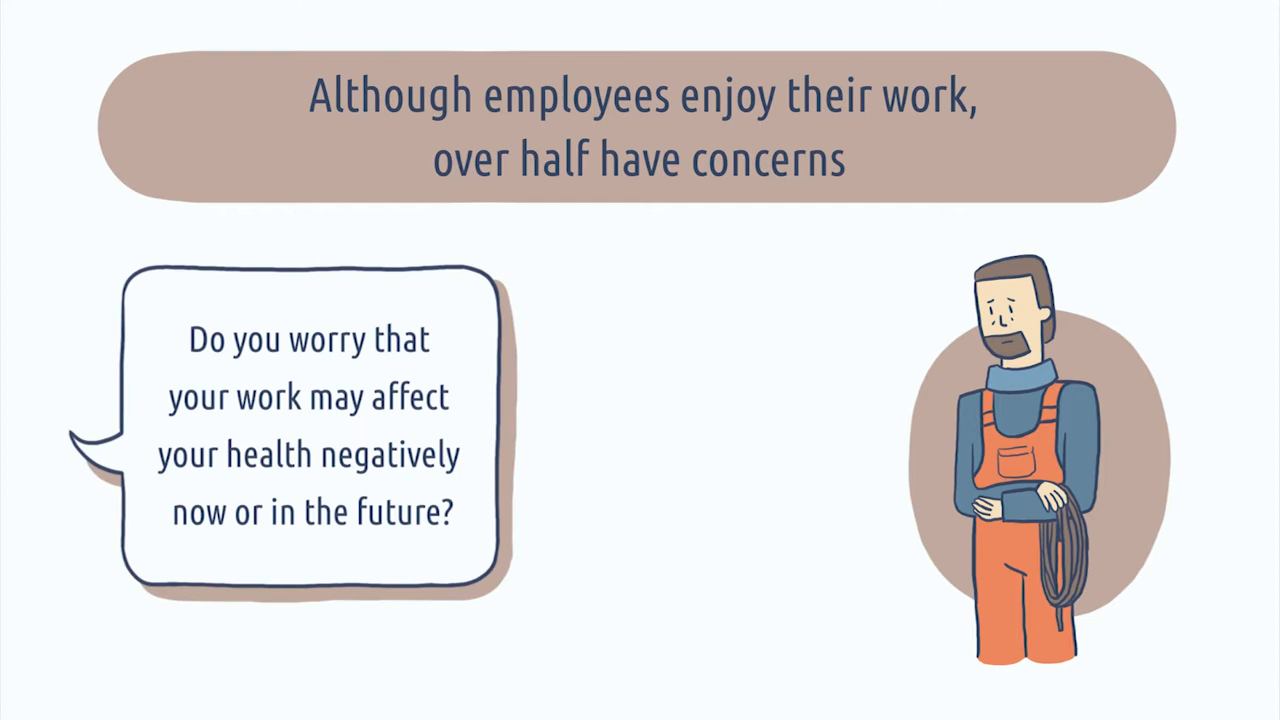 Although employees enjoy their work,
over half have concerns
Do you worry that
your work may affect
your health negatively
now or in the future?